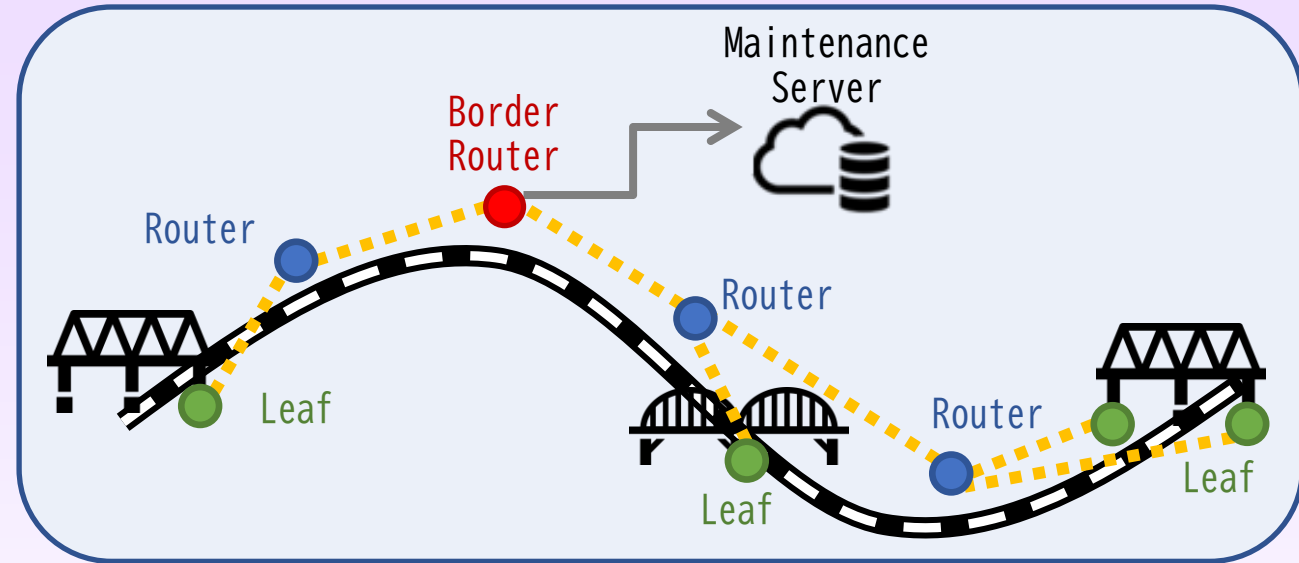 Maintenance
Server
Border
Router
Router
Router
Leaf
Router
Leaf
Leaf